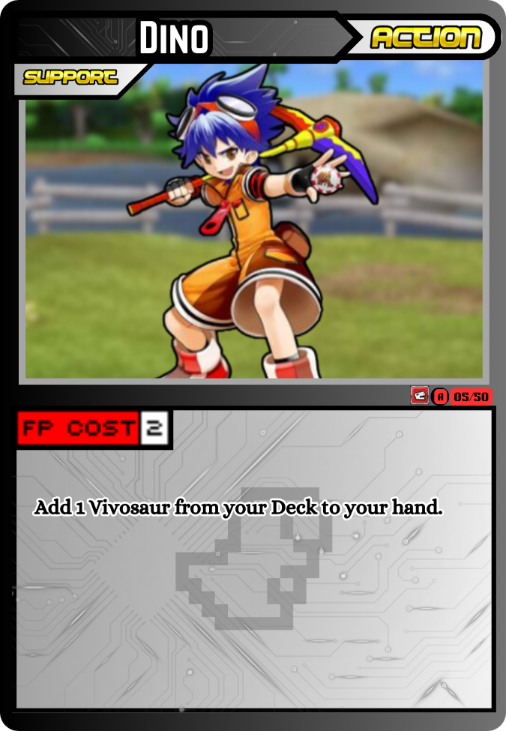 Dino
ACTION
SUPPORT
A 05/50
FP COST 2
Add 1 Vivosaur from your Deck to your hand.